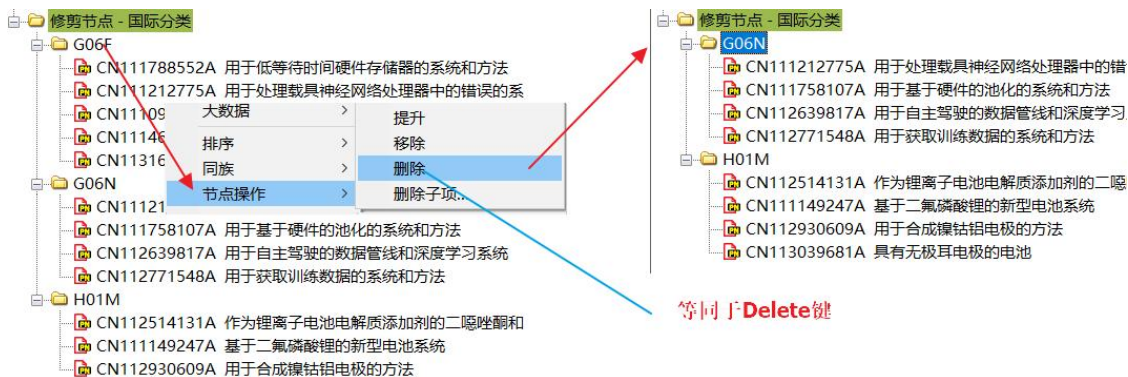 修剪节点 - 国际分类
G06F
CN111788552A 用于低等待时间硬件存储器的系统和方法
CN111212775A 用于处理载具神经网络处理器中的错误的系
CN11109
CN11146
CN11316
大数据
排序
同族
节点操作
提升
移除
删除
删除子项...
G06N
CN11121
CN111758107A 用于基于硬件的池化的系统和方法
CN112639817A 用于自主驾驶的数据管线和深度学习系统
CN112771548A 用于获取训练数据的系统和方法
H01M
CN112514131A 作为锂离子电池电解质添加剂的二噁唑酮和
CN111149247A 基于二氟磷酸锂的新型电池系统
CN112930609A 用于合成镍钴铝电极的方法
修剪节点 - 国际分类
G06N
CN111212775A 用于处理载具神经网络处理器中的错
CN111758107A 用于基于硬件的池化的系统和方法
CN112639817A 用于自主驾驶的数据管线和深度学习
CN112771548A 用于获取训练数据的系统和方法
H01M
CN112514131A 作为锂离子电池电解质添加剂的二噁
CN111149247A 基于二氟磷酸锂的新型电池系统
CN112930609A 用于合成镍钴铝电极的方法
CN113039681A 具有无极耳电极的电池
等同于Delete键